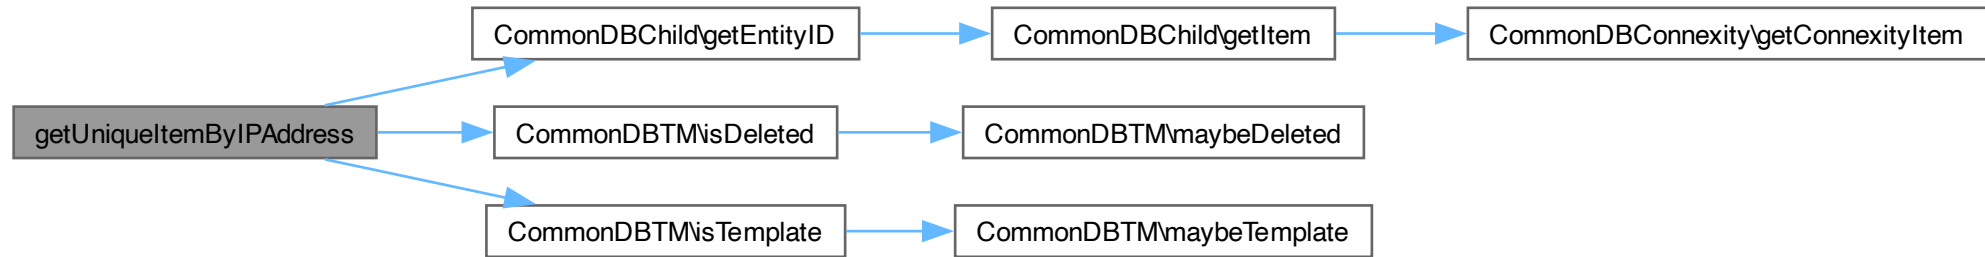 CommonDBChild\getEntityID
CommonDBChild\getItem
CommonDBConnexity\getConnexityItem
getUniqueItemByIPAddress
CommonDBTM\isDeleted
CommonDBTM\maybeDeleted
CommonDBTM\isTemplate
CommonDBTM\maybeTemplate